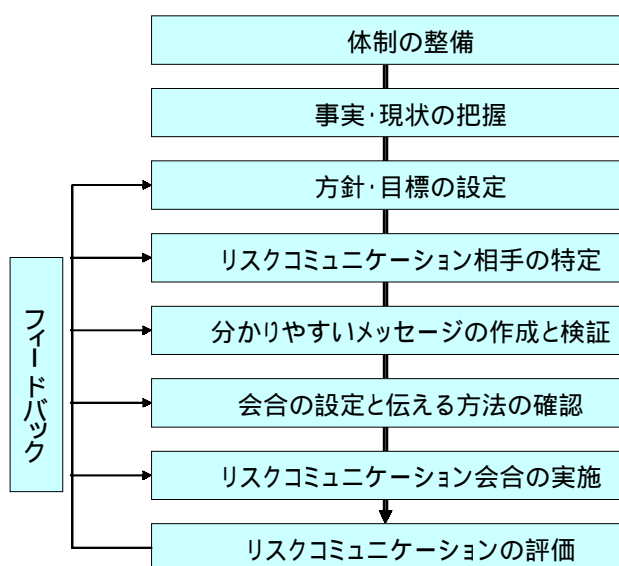 体制の整備
事実･現状の把握
方針･目標の設定
リスクコミュニケーション相手の特定
分かりやすいメッセージの作成と検証
会合の設定と伝える方法の確認
リスクコミュニケーション会合の実施
リスクコミュニケーションの評価
フィードバック